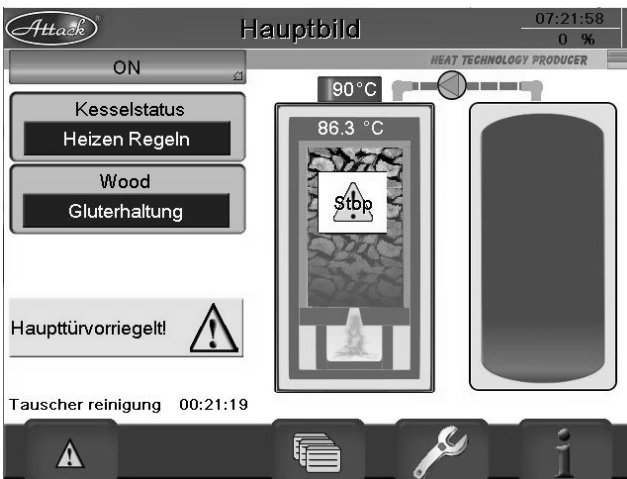 Attack
Hauptbild
07:21:58
0 %
HEAT TECHNOLOGY PRODUCER
ON
90°C
Kesselstatus
Heizen Regeln
86.3 °C
Wood
Gluterhaltung
Stop
Haupttürvorriegelt!
Tauscher reinigung 00:21:19